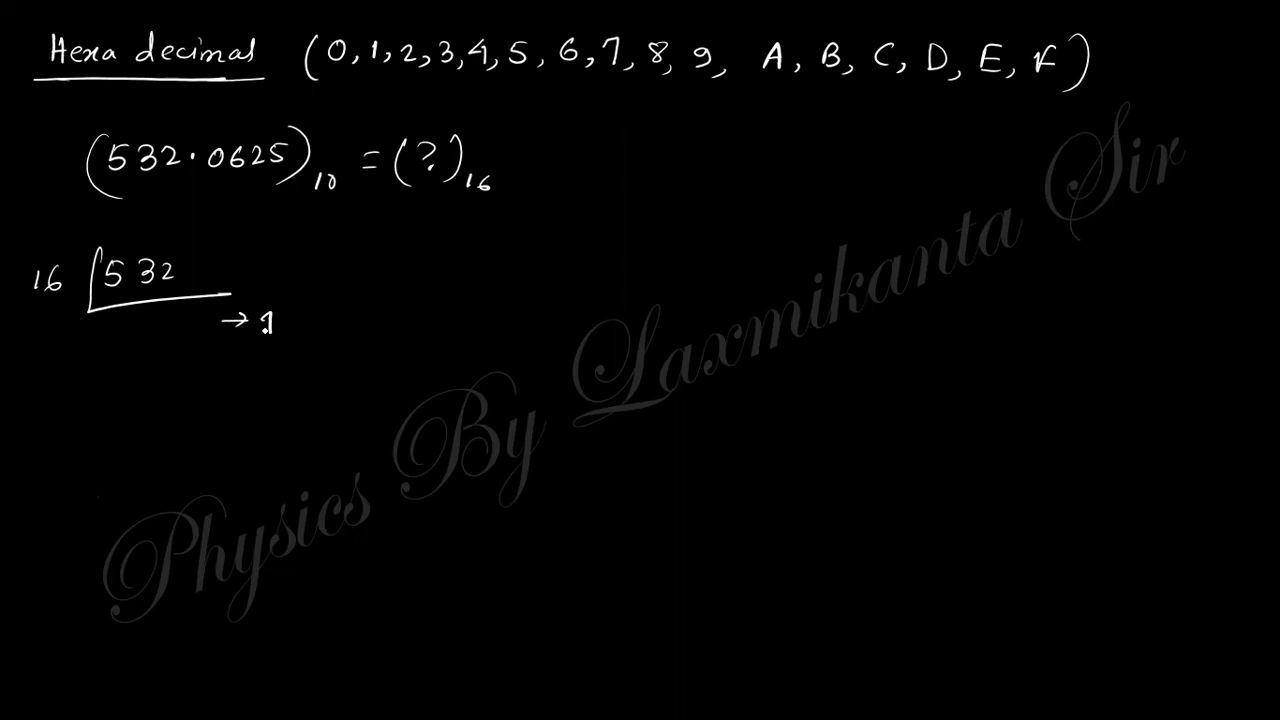 Hexa decimal (0, 1, 2, 3, 4, 5, 6, 7, 8, 9, A, B, C, D, E, F)
(532.0625)10 = (?)16
16 532
→ 1
Physics By Laxmikanta Sir